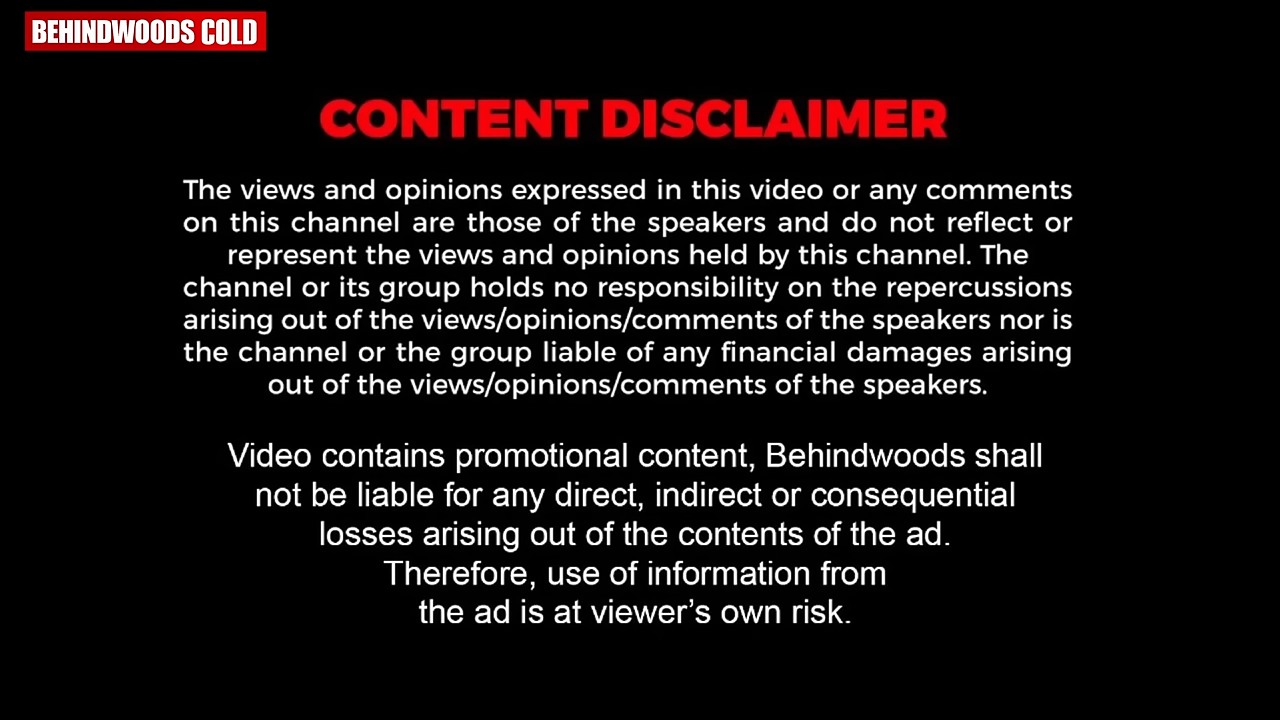 BEHINDWOODS COLD
CONTENT DISCLAIMER
The views and opinions expressed in this video or any comments
on this channel are those of the speakers and do not reflect or
represent the views and opinions held by this channel. The
channel or its group holds no responsibility on the repercussions
arising out of the views/opinions/comments of the speakers nor is
the channel or the group liable of any financial damages arising
out of the views/opinions/comments of the speakers.
Video contains promotional content, Behindwoods shall
not be liable for any direct, indirect or consequential
losses arising out of the contents of the ad.
Therefore, use of information from
the ad is at viewer’s own risk.